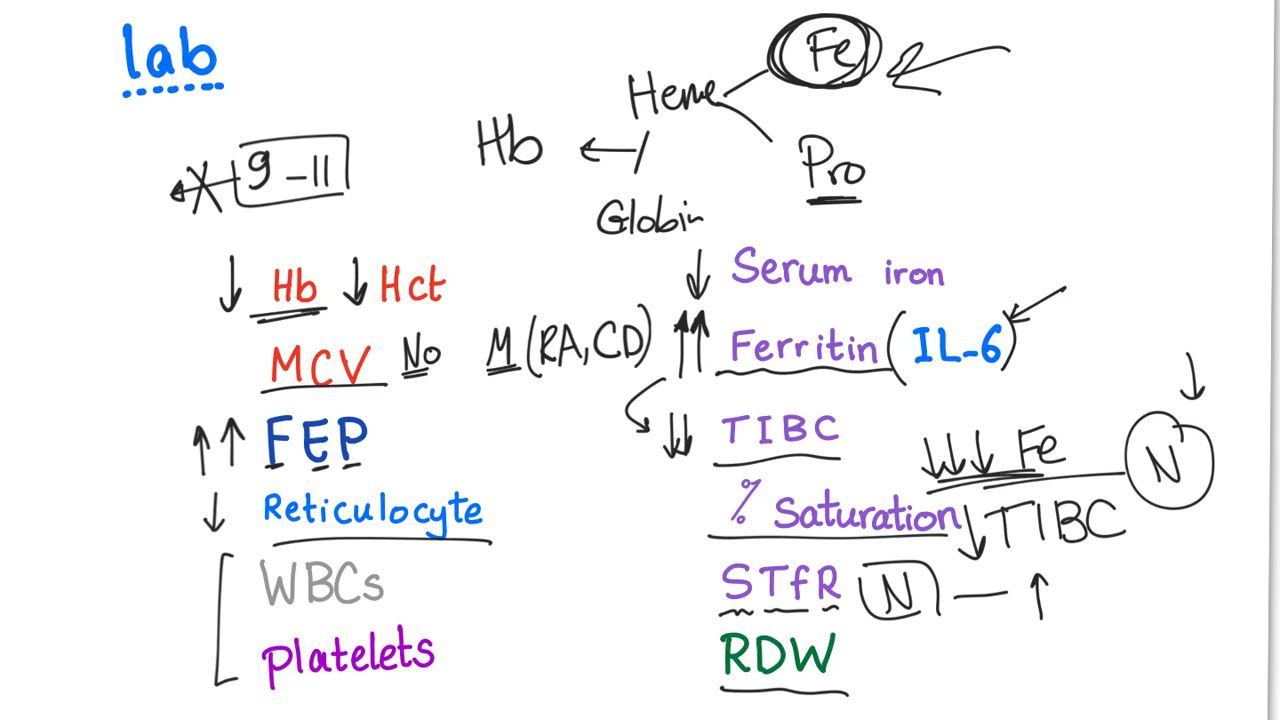 lab
Fe
Heme
Hb ←
Pro
9-11
Globin
↓ Hb ↓ Hct
↓ Serum iron
MCV No M (RA, CD)
↑↑ Ferritin (IL-6)
↑↑ FEP
↓↓ TIBC
↓↓↓ Fe
N ↓
↓ Reticulocyte
% Saturation
↓ TIBC
WBCs
STfR N — ↑
platelets
RDW